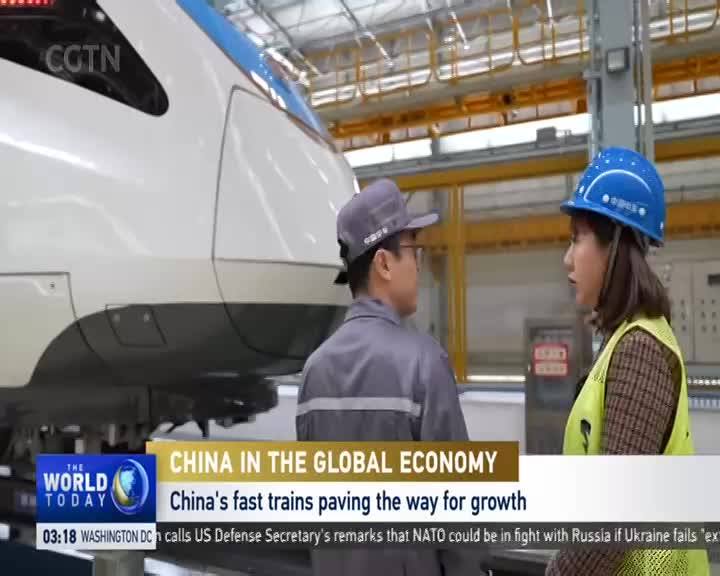 CGTN
CHINA IN THE GLOBAL ECONOMY
China's fast trains paving the way for growth
THE
WORLD
TODAY
03:18 WASHINGTON DC
n calls US Defense Secretary's remarks that NATO could be in fight with Russia if Ukraine fails "ex